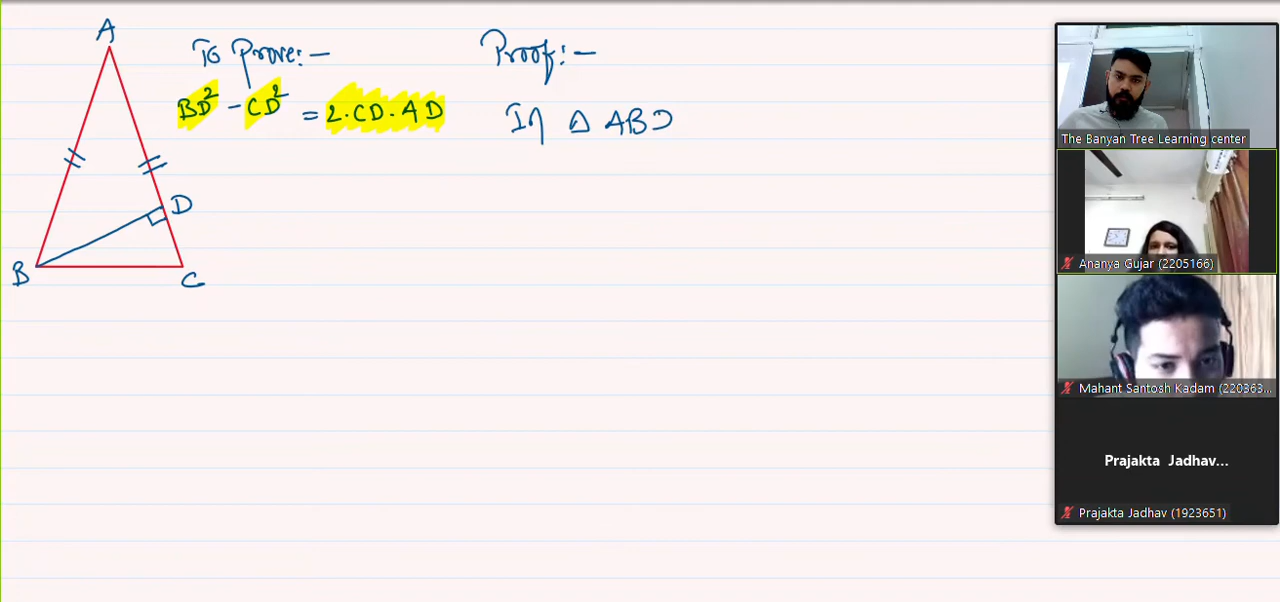 A
To Prove:-
BD² - CD² = 2.CD.AD
D
B
C
Proof:-
In Δ ABD
The Banyan Tree Learning center
Ananya Gujar (2205166)
Mahant Santosh Kadam (220363...
Prajakta Jadhav...
Prajakta Jadhav (1923651)